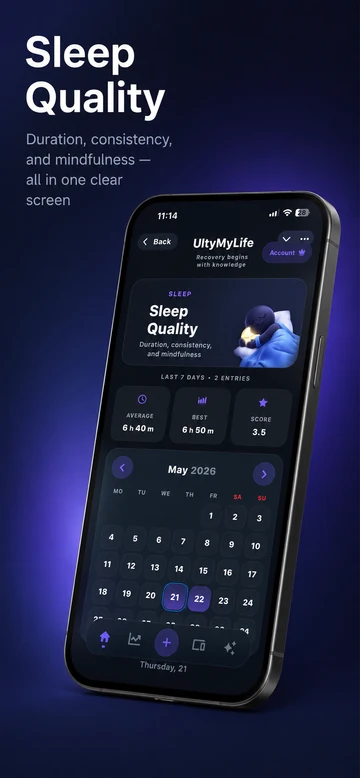 Sleep
Quality
Duration, consistency,
and mindfulness —
all in one clear
screen
11:14
28
Back
UltyMyLife
Recovery begins
with knowledge
Account
SLEEP
Sleep
Quality
Duration, consistency,
and mindfulness
LAST 7 DAYS • 2 ENTRIES
AVERAGE
6 h 40 m
BEST
6 h 50 m
SCORE
3.5
May 2026
MO TU WE TH FR SA SU
1 2 3
4 5 6 7 8 9 10
11 12 13 14 15 16 17
18 19 20 21 22 23 24
Thursday, 21